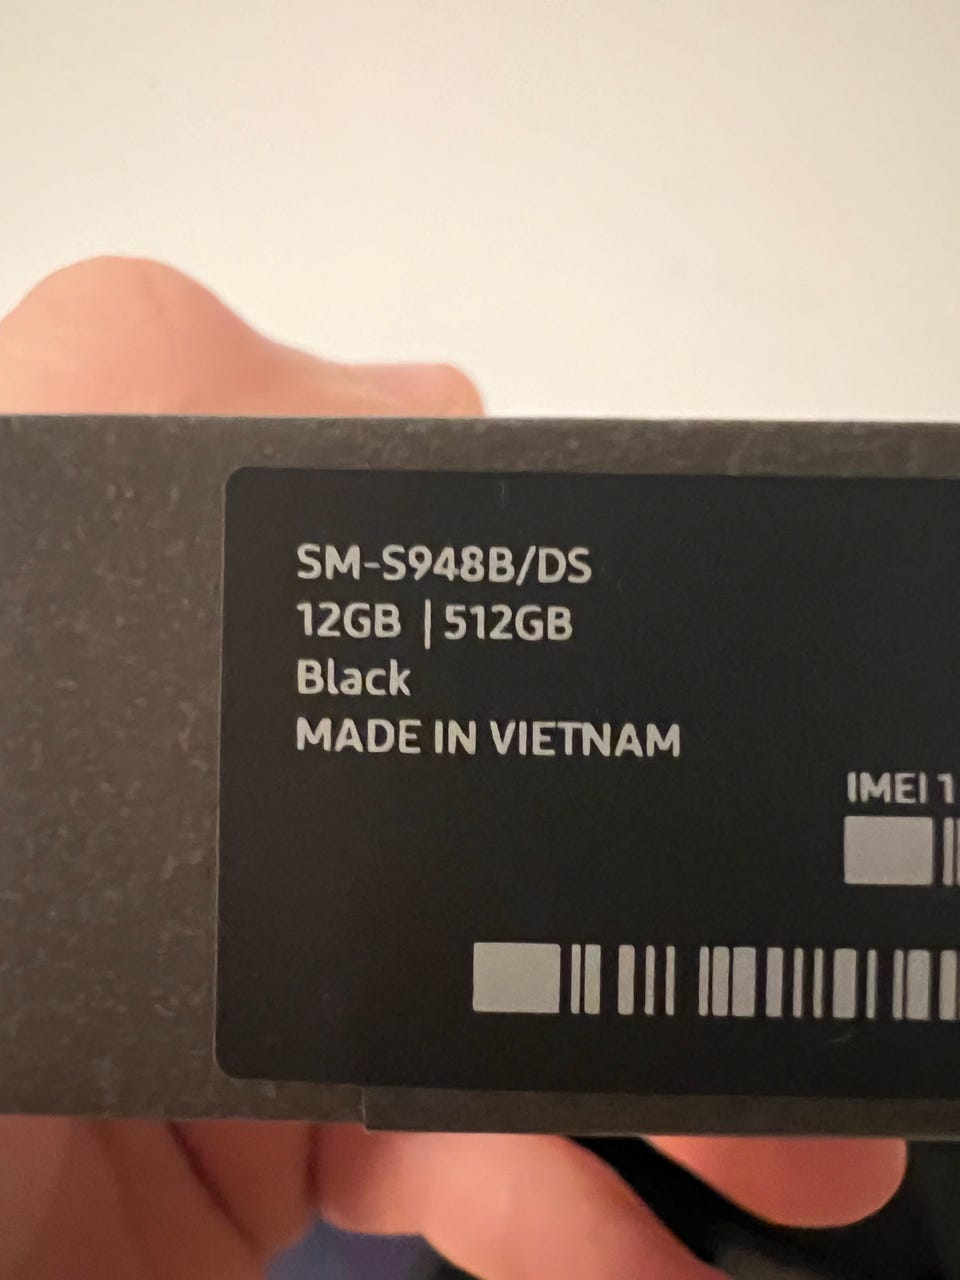 SM-S948B/DS
12GB | 512GB
Black
MADE IN VIETNAM
IMEI 1